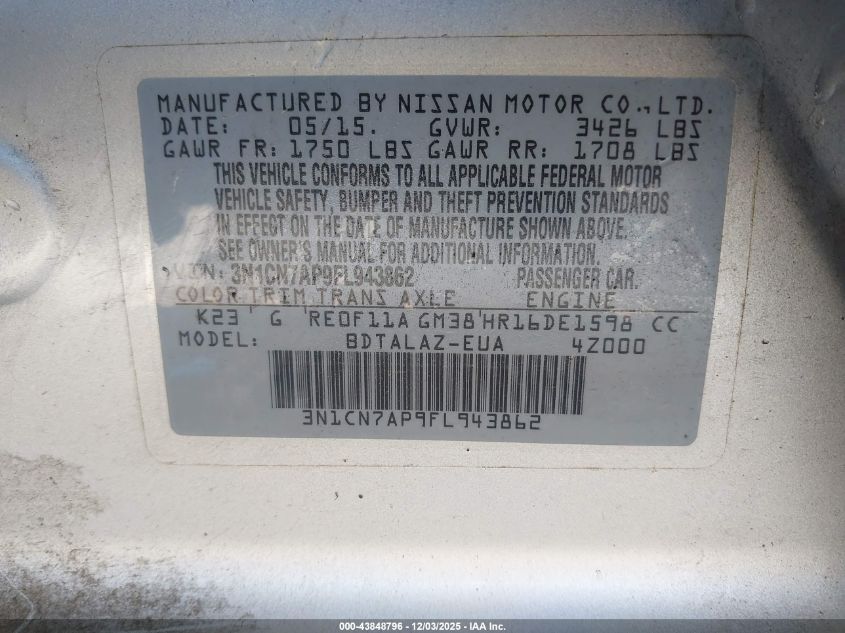 MANUFACTURED BY NISSAN MOTOR CO., LTD.
DATE: 05/15. GVWR: 3426 LBS
GAWR FR: 1750 LBS GAWR RR: 1708 LBS
THIS VEHICLE CONFORMS TO ALL APPLICABLE FEDERAL MOTOR
VEHICLE SAFETY, BUMPER AND THEFT PREVENTION STANDARDS
IN EFFECT ON THE DATE OF MANUFACTURE SHOWN ABOVE.
SEE OWNER'S MANUAL FOR ADDITIONAL INFORMATION.
VIN: 3N1CN7AP9FL943862 PASSENGER CAR.
COLOR TRIM TRANS AXLE ENGINE
K23 G RE0F11A GM38 HR16DE1598 CC
MODEL: BDTALAZ-EUA 4Z000
3N1CN7AP9FL943862
000-43848796 - 12/03/2025 - IAA Inc.